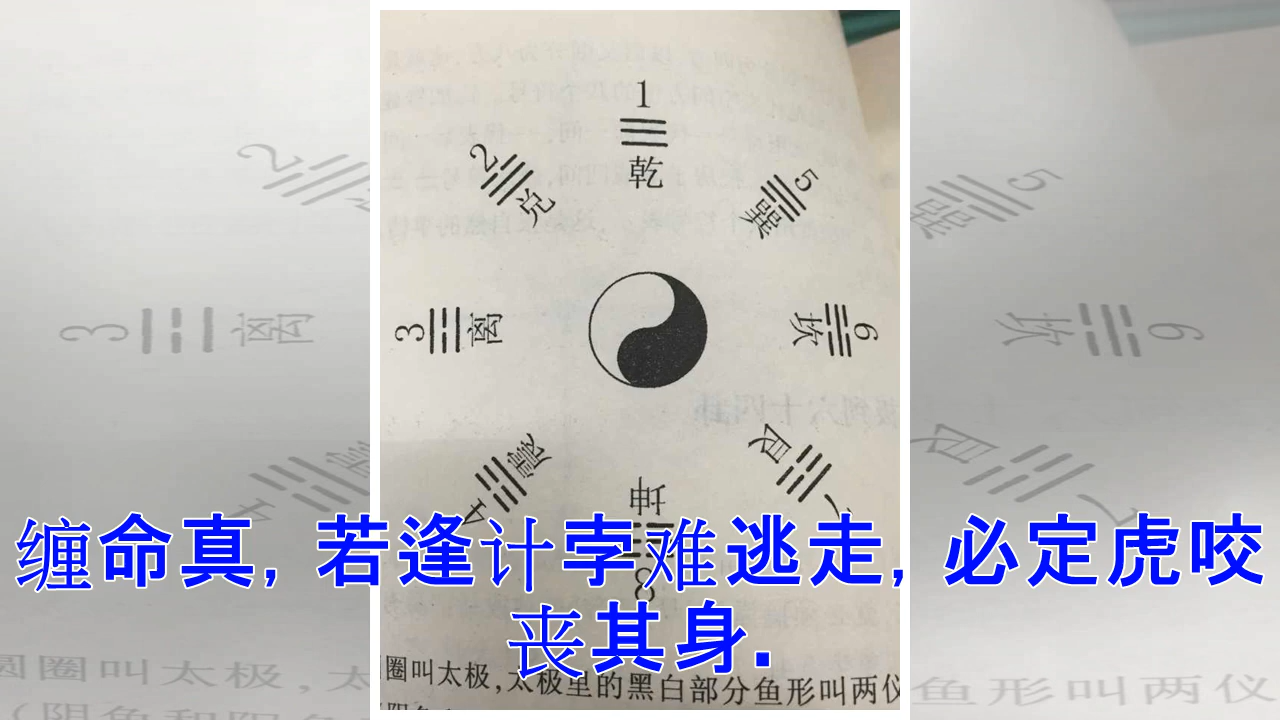 1
乾
2
兑
5
巽
3
离
6
坎
4
震
艮
坤
8
缠命真, 若逢计孛难逃走, 必定虎咬
丧其身.
圈叫太极,太极里的黑白部分鱼形叫两仪